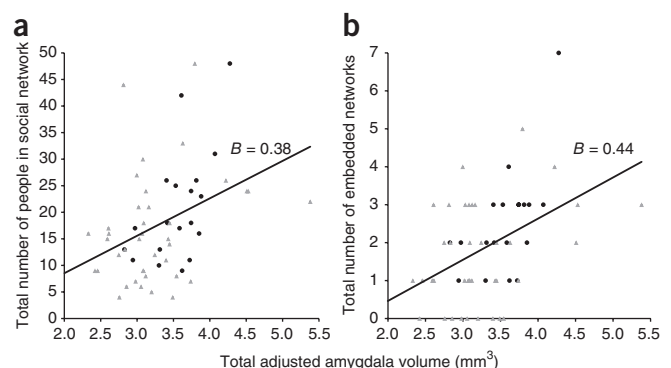 a
Total number of people in social network
50
45
40
35
30
25
20
15
10
5
0
B = 0.38
2.0 2.5 3.0 3.5 4.0 4.5 5.0 5.5
b
Total number of embedded networks
7
6
5
4
3
2
1
0
B = 0.44
2.0 2.5 3.0 3.5 4.0 4.5 5.0 5.5
Total adjusted amygdala volume (mm³)